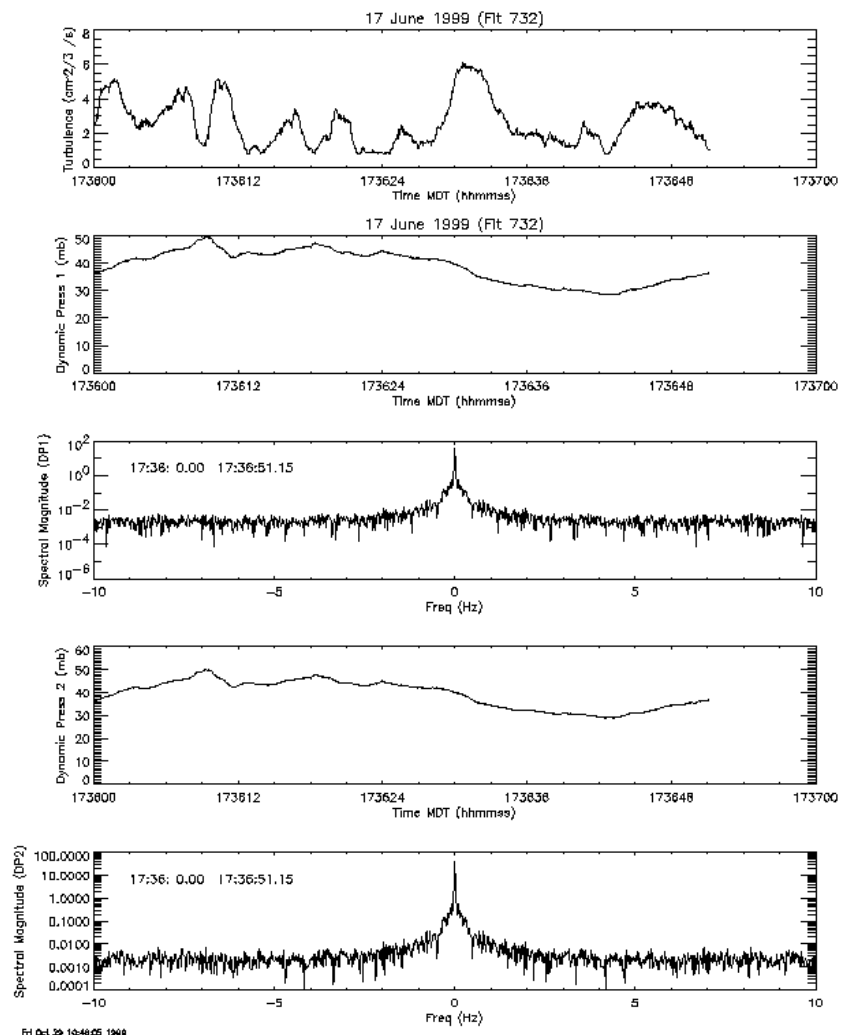 17 June 1999 (Flt 732)
Turbulence (cm^2/3 /s)
8
6
4
2
0
173600 173612 173624 173636 173648 173700
Time MDT (hhmmss)
17 June 1999 (Flt 732)
Dynamic Press 1 (mb)
50
40
30
20
10
0
173600 173612 173624 173636 173648 173700
Time MDT (hhmmss)
Spectral Magnitude (DP1)
10^2
10^0
10^-2
10^-4
10^-6
17:36: 0.00 17:36:51.15
-10 -5 0 5 10
Freq (Hz)
Dynamic Press 2 (mb)
60
50
40
30
20
10
0
173600 173612 173624 173636 173648 173700
Time MDT (hhmmss)
Spectral Magnitude (DP2)
100.0000
10.0000
1.0000
0.1000
0.0100
0.0010
0.0001
17:36: 0.00 17:36:51.15
-10 -5 0 5 10
Freq (Hz)
Fri Oct 29